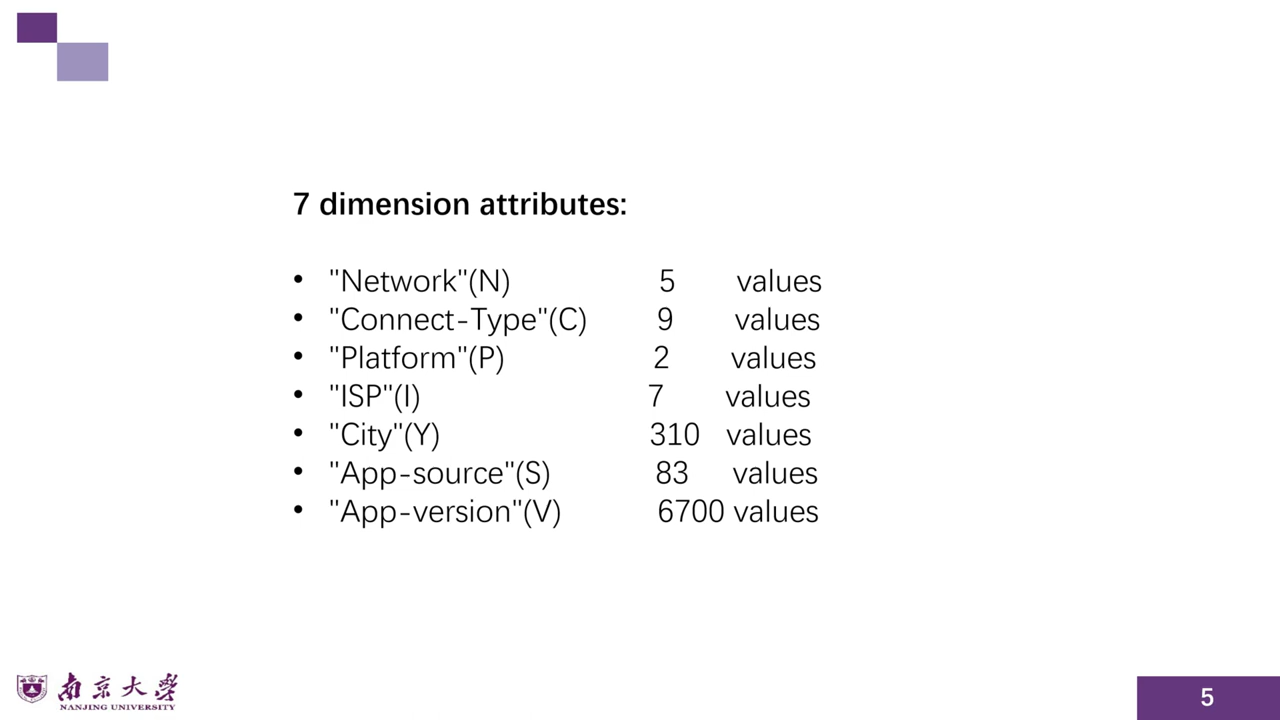 7 dimension attributes:
• "Network"(N) 5 values
• "Connect-Type"(C) 9 values
• "Platform"(P) 2 values
• "ISP"(I) 7 values
• "City"(Y) 310 values
• "App-source"(S) 83 values
• "App-version"(V) 6700 values
南京大学
NANJING UNIVERSITY
5